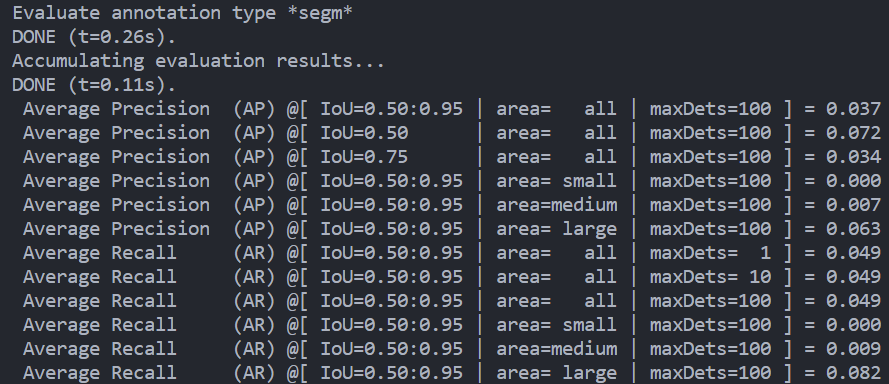 Evaluate annotation type *segm*
DONE (t=0.26s).
Accumulating evaluation results...
DONE (t=0.11s).
 Average Precision  (AP) @[ IoU=0.50:0.95 | area=   all | maxDets=100 ] = 0.037
 Average Precision  (AP) @[ IoU=0.50      | area=   all | maxDets=100 ] = 0.072
 Average Precision  (AP) @[ IoU=0.75      | area=   all | maxDets=100 ] = 0.034
 Average Precision  (AP) @[ IoU=0.50:0.95 | area= small | maxDets=100 ] = 0.000
 Average Precision  (AP) @[ IoU=0.50:0.95 | area=medium | maxDets=100 ] = 0.007
 Average Precision  (AP) @[ IoU=0.50:0.95 | area= large | maxDets=100 ] = 0.063
 Average Recall     (AR) @[ IoU=0.50:0.95 | area=   all | maxDets=  1 ] = 0.049
 Average Recall     (AR) @[ IoU=0.50:0.95 | area=   all | maxDets= 10 ] = 0.049
 Average Recall     (AR) @[ IoU=0.50:0.95 | area=   all | maxDets=100 ] = 0.049
 Average Recall     (AR) @[ IoU=0.50:0.95 | area= small | maxDets=100 ] = 0.000
 Average Recall     (AR) @[ IoU=0.50:0.95 | area=medium | maxDets=100 ] = 0.009
 Average Recall     (AR) @[ IoU=0.50:0.95 | area= large | maxDets=100 ] = 0.082